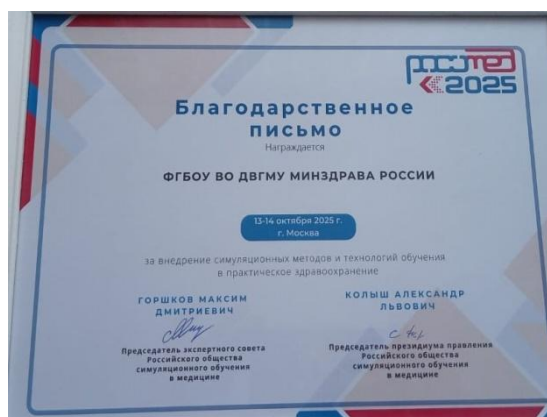 росомед
2025
Благодарственное
письмо
Награждается
ФГБОУ ВО ДВГМУ МИНЗДРАВА РОССИИ
13-14 октября 2025 г.
г. Москва
за внедрение симуляционных методов и технологий обучения
в практическое здравоохранение
ГОРШКОВ МАКСИМ
ДМИТРИЕВИЧ
Председатель экспертного совета
Российского общества
симуляционного обучения
в медицине
КОЛЫШ АЛЕКСАНДР
ЛЬВОВИЧ
Председатель президиума правления
Российского общества
симуляционного обучения
в медицине